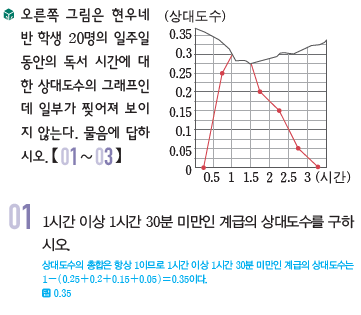 오른쪽 그림은 현우네
반 학생 20명의 일주일
동안의 독서 시간에 대
한 상대도수의 그래프인
데 일부가 찢어져 보이
지 않는다. 물음에 답하
시오.【01~03】
(상대도수)
0.35
0.3
0.25
0.2
0.15
0.1
0.05
0
0.5 1 1.5 2 2.5 3 (시간)
01 1시간 이상 1시간 30분 미만인 계급의 상대도수를 구하
시오.
상대도수의 총합은 항상 1이므로 1시간 이상 1시간 30분 미만인 계급의 상대도수는
1-(0.25+0.2+0.15+0.05)=0.35이다.
답 0.35